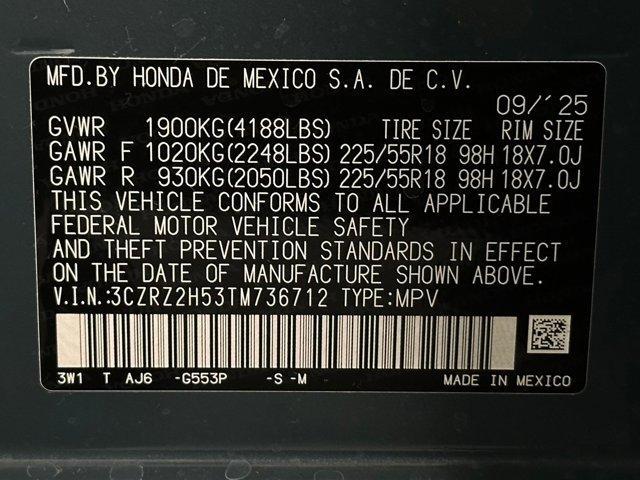 MFD.BY HONDA DE MEXICO S.A. DE C.V.
09/'25
GVWR 1900KG(4188LBS) TIRE SIZE RIM SIZE
GAWR F 1020KG(2248LBS) 225/55R18 98H 18X7.0J
GAWR R 930KG(2050LBS) 225/55R18 98H 18X7.0J
THIS VEHICLE CONFORMS TO ALL APPLICABLE
FEDERAL MOTOR VEHICLE SAFETY
AND THEFT PREVENTION STANDARDS IN EFFECT
ON THE DATE OF MANUFACTURE SHOWN ABOVE.
V.I.N.:3CZRZ2H53TM736712 TYPE:MPV
3W1 T AJ6 -G553P -S -M MADE IN MEXICO